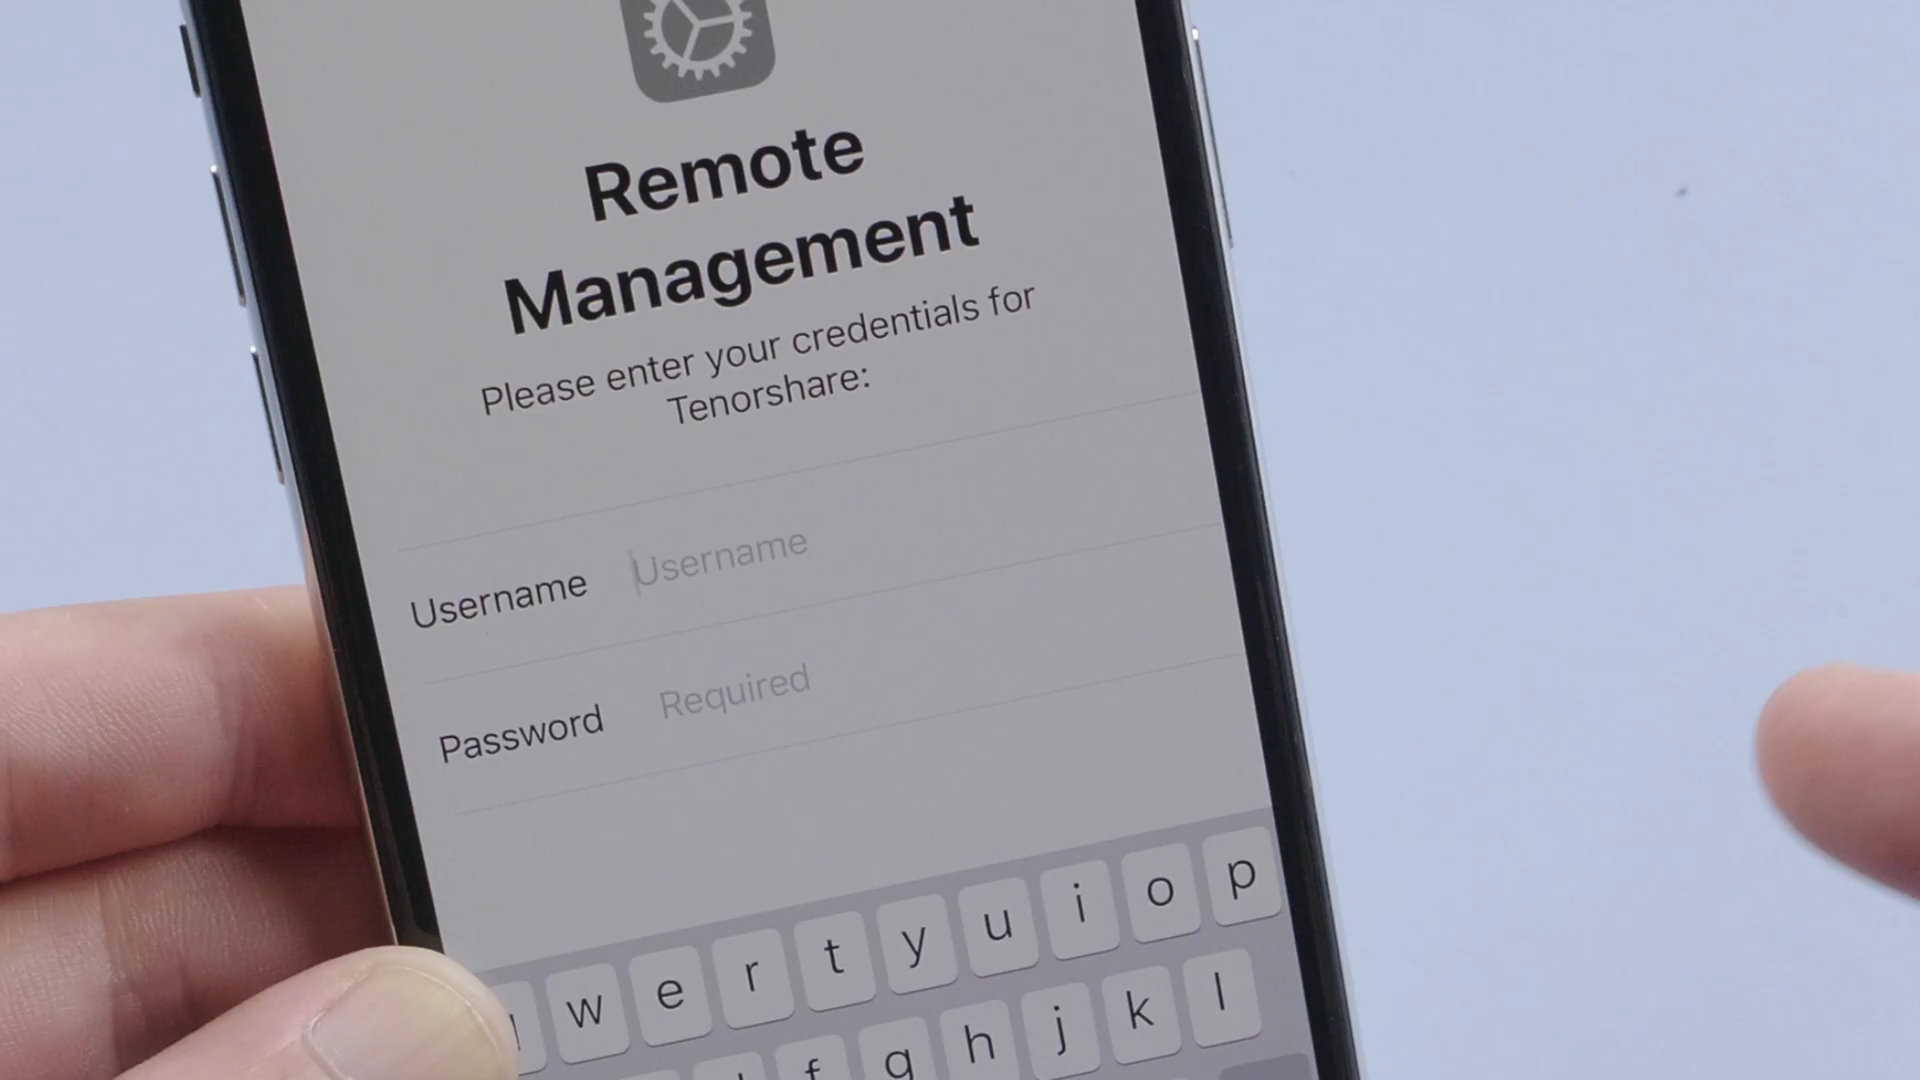 Remote
Management
Please enter your credentials for
Tenorshare:
Username Username
Password Required
w e r t y u i o p
f g h j k l